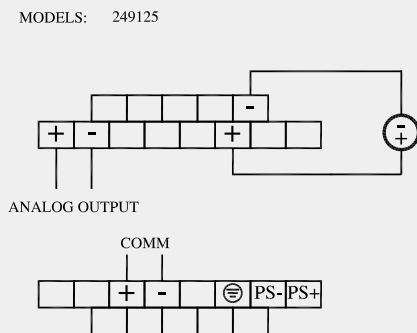 MODELS: 249125
-
+ - + -
+
ANALOG OUTPUT
COMM
+ - PS- PS+